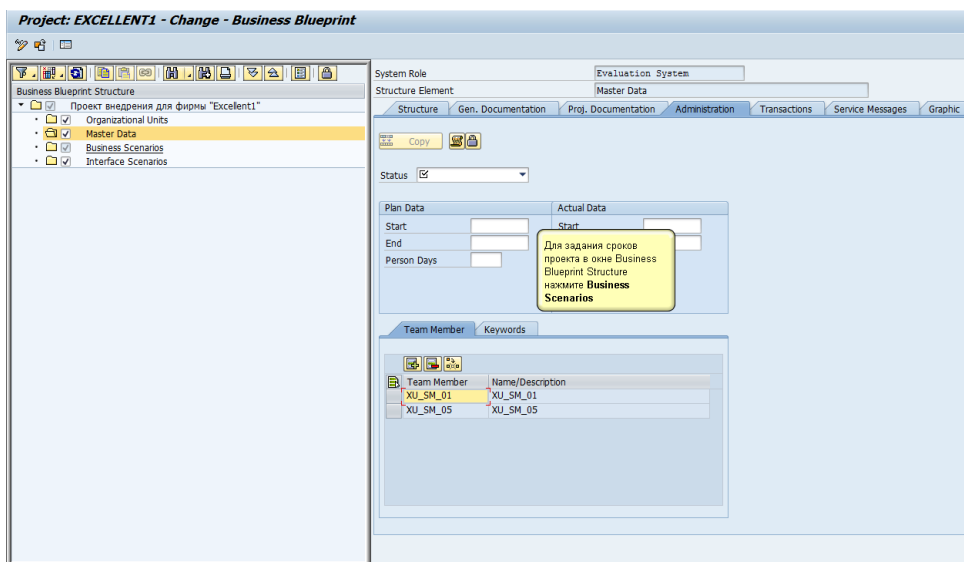 Project: EXCELLENT1 - Change - Business Blueprint
Business Blueprint Structure
Проект внедрения для фирмы "Excellent1"
Organizational Units
Master Data
Business Scenarios
Interface Scenarios
System Role Evaluation System
Structure Element Master Data
Structure Gen. Documentation Proj. Documentation Administration Transactions Service Messages Graphic
Copy
Status
Plan Data Actual Data
Start Start
End
Person Days
Для задания сроков
проекта в окне Business
Blueprint Structure
нажмите Business
Scenarios
Team Member Keywords
Team Member Name/Description
XU_SM_01 XU_SM_01
XU_SM_05 XU_SM_05